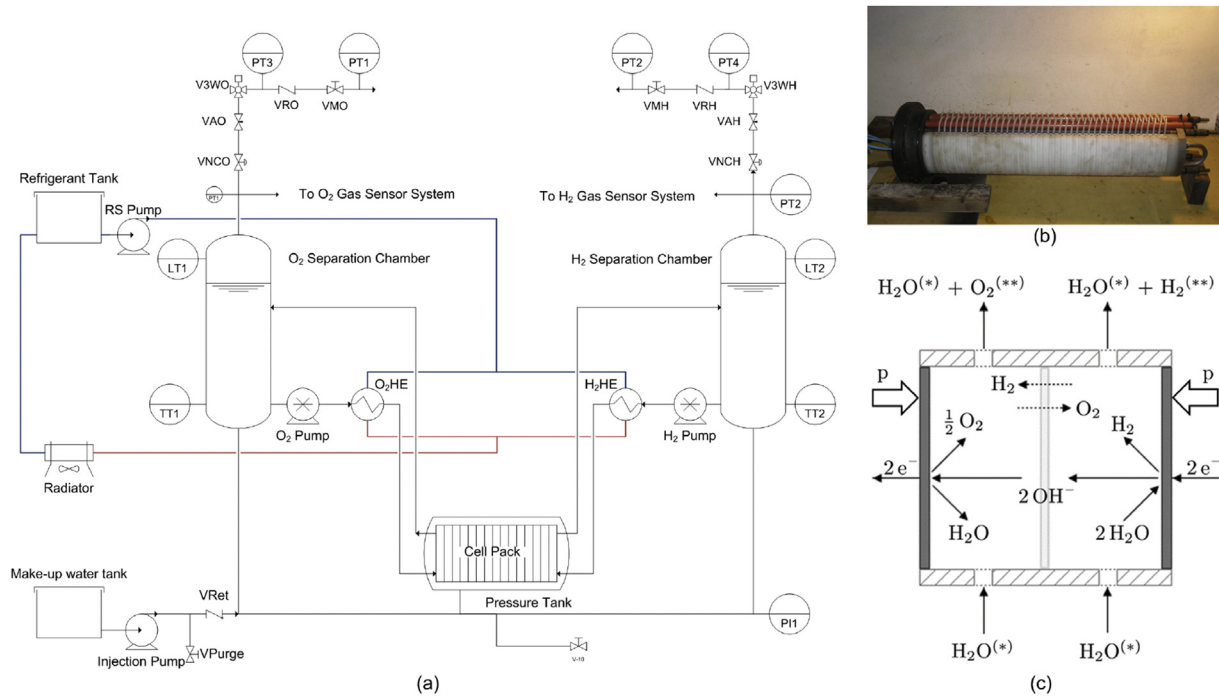 PT3
PT1
V3WO
VRO
VMO
VAO
VNCO
PT1
To O2 Gas Sensor System
Refrigerant Tank
RS Pump
LT1
O2 Separation Chamber
TT1
O2 Pump
O2HE
Radiator
Make-up water tank
VRet
Injection Pump
VPurge
Cell Pack
Pressure Tank
V-10
PI1
PT2
PT4
V3WH
VMH
VRH
VAH
VNCH
To H2 Gas Sensor System
PT2
H2 Separation Chamber
LT2
H2HE
H2 Pump
TT2
(a)
(b)
H₂O(*) + O₂(**)
H₂O(*) + H₂(**)
p
H₂
p
O₂
½ O₂
H₂
2 e⁻
2 OH⁻
2 e⁻
H₂O
2 H₂O
H₂O(*)
H₂O(*)
(c)